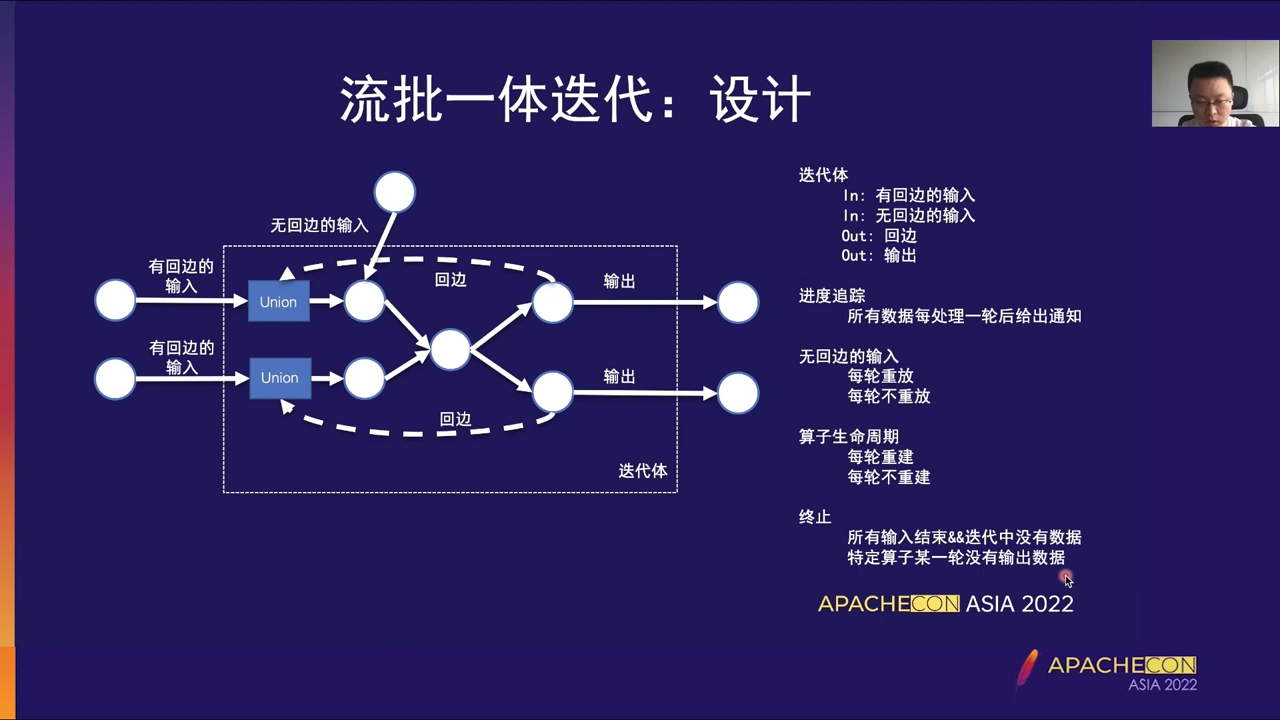 流批一体迭代：设计
无回边的输入
有回边的
输入
Union
回边
输出
有回边的
输入
Union
输出
回边
迭代体
迭代体
In: 有回边的输入
In: 无回边的输入
Out: 回边
Out: 输出
进度追踪
所有数据每处理一轮后给出通知
无回边的输入
每轮重放
每轮不重放
算子生命周期
每轮重建
每轮不重建
终止
所有输入结束&&迭代中没有数据
特定算子某一轮没有输出数据
APACHECON ASIA 2022
APACHECON
ASIA 2022